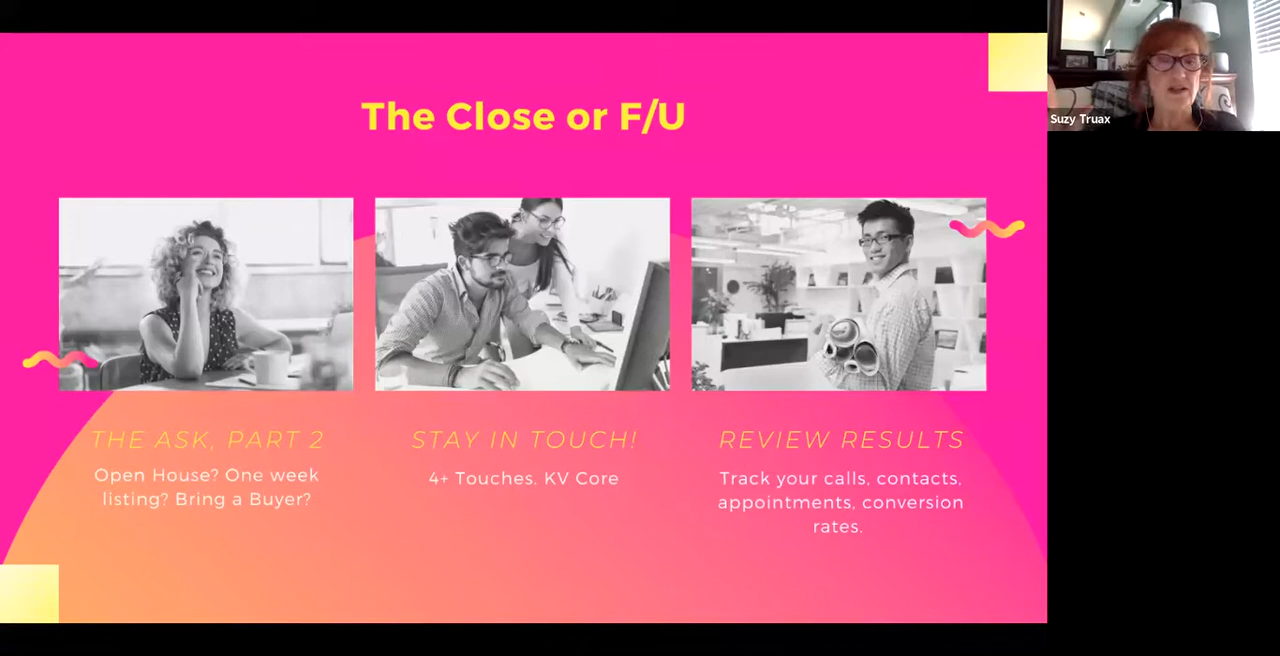 The Close or F/U
Suzy Truax
THE ASK, PART 2
Open House? One week
listing? Bring a Buyer?
STAY IN TOUCH!
4+ Touches. KV Core
REVIEW RESULTS
Track your calls, contacts,
appointments, conversion
rates.